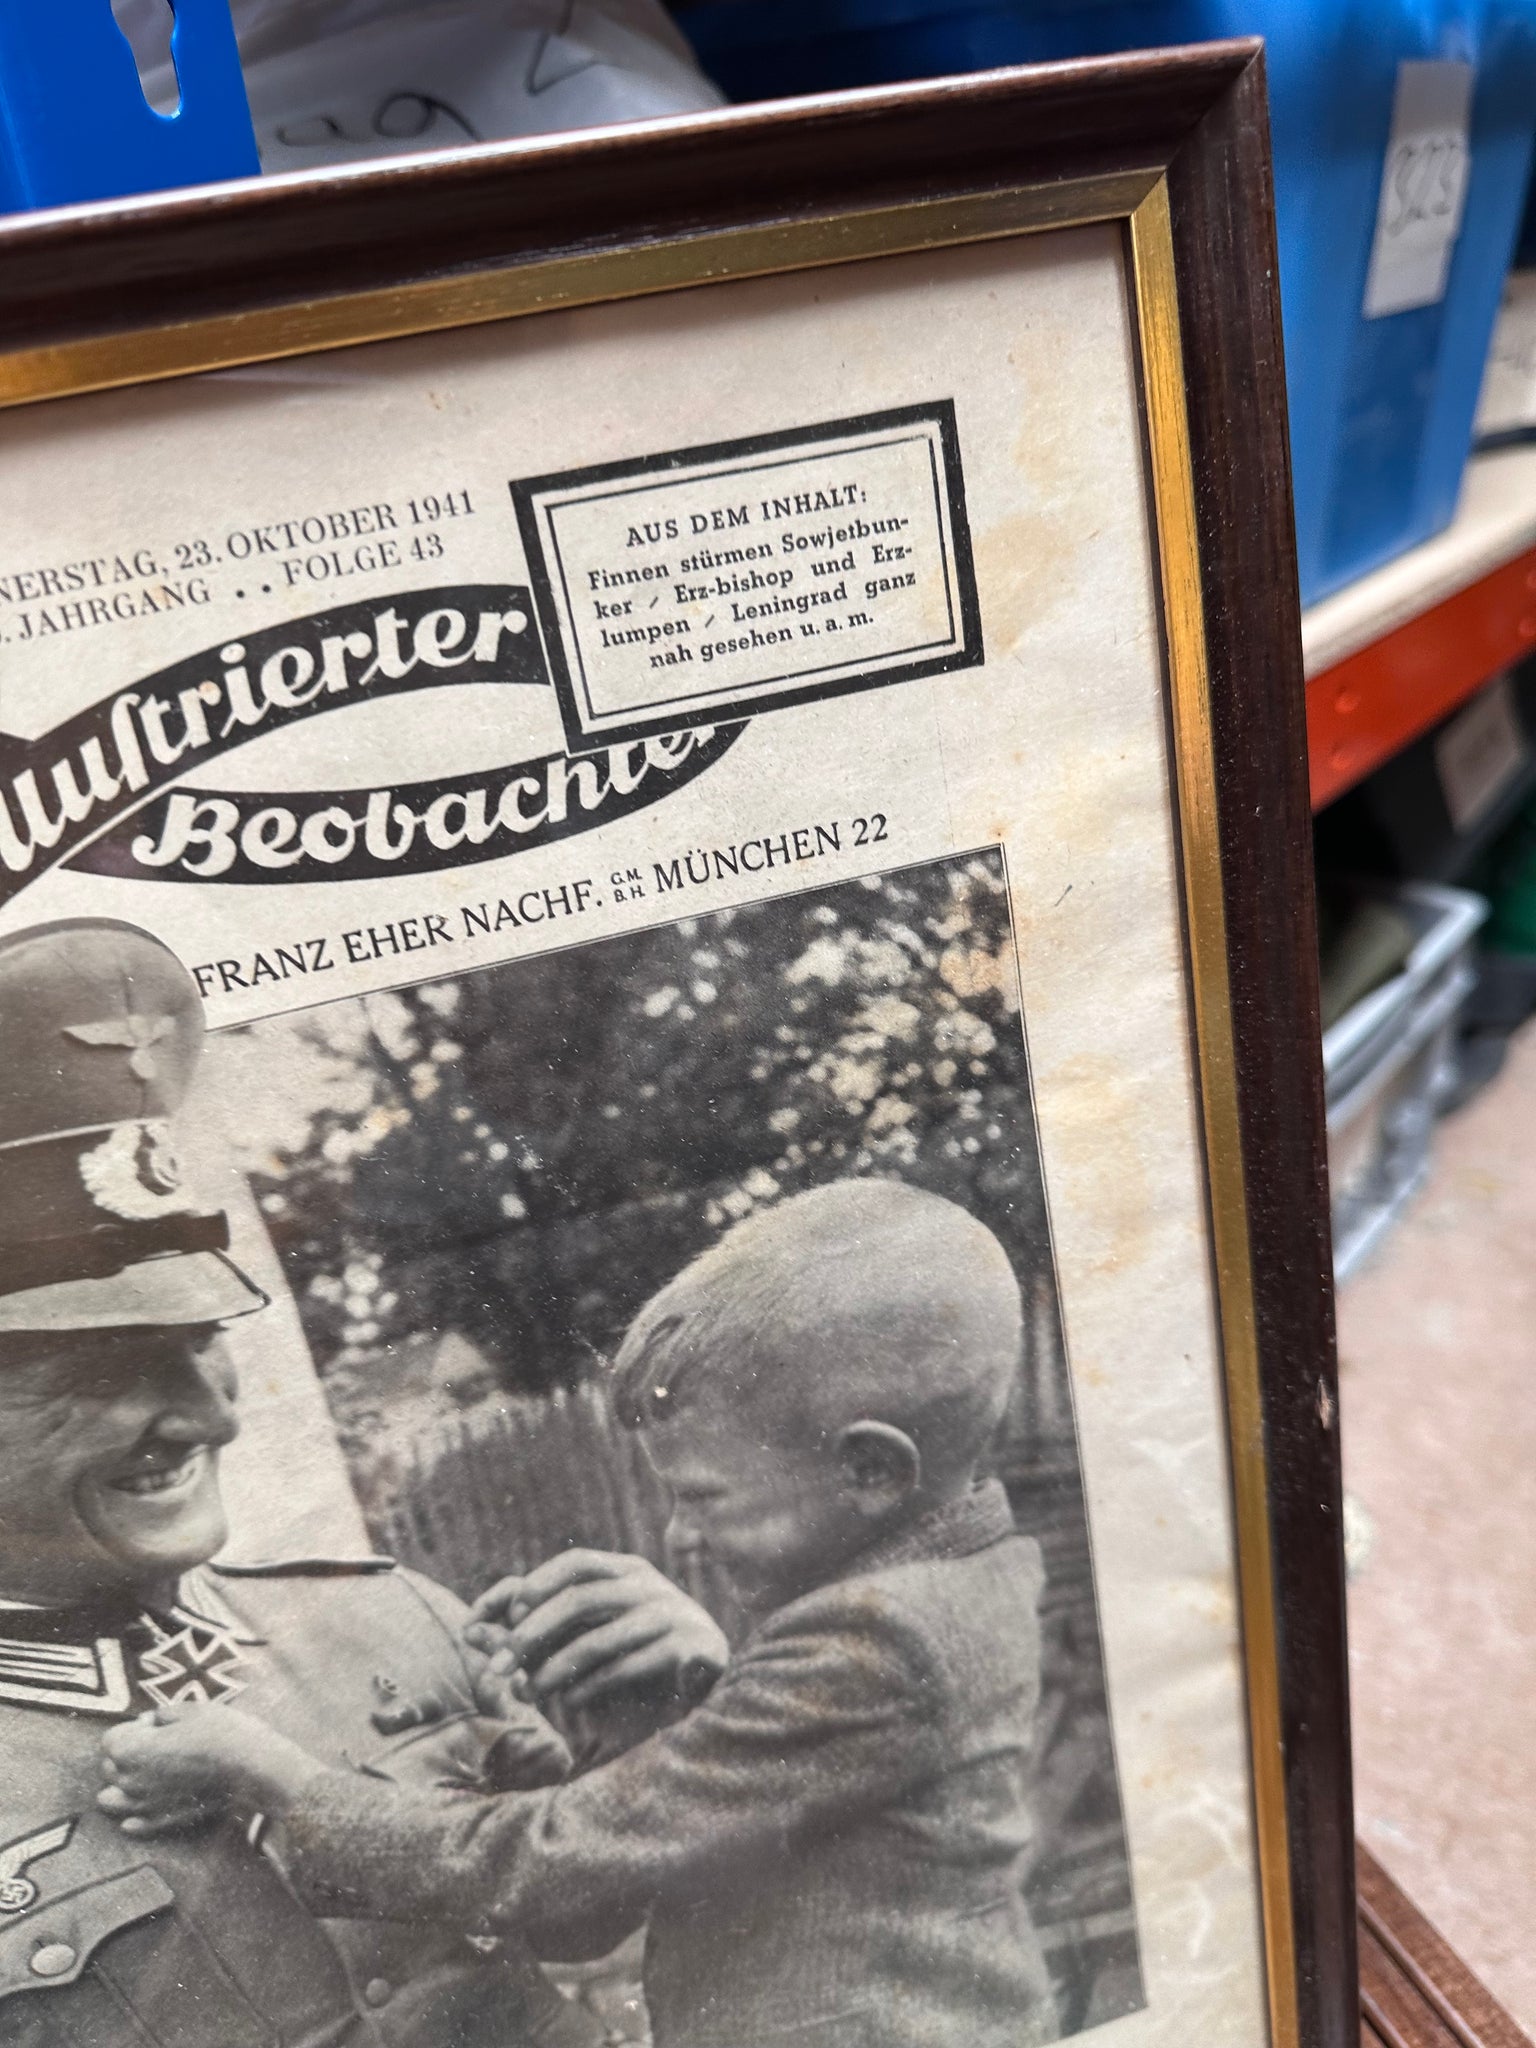 NERSTAG, 23. OKTOBER 1941
. JAHRGANG . . FOLGE 43
AUS DEM INHALT:
Finnen stürmen Sowjetbun-
ker / Erz-bishop und Erz-
lumpen / Leningrad ganz
nah gesehen u. a. m.
llustrierter
Beobachter
FRANZ EHER NACHF. G.M.B.H. MÜNCHEN 22